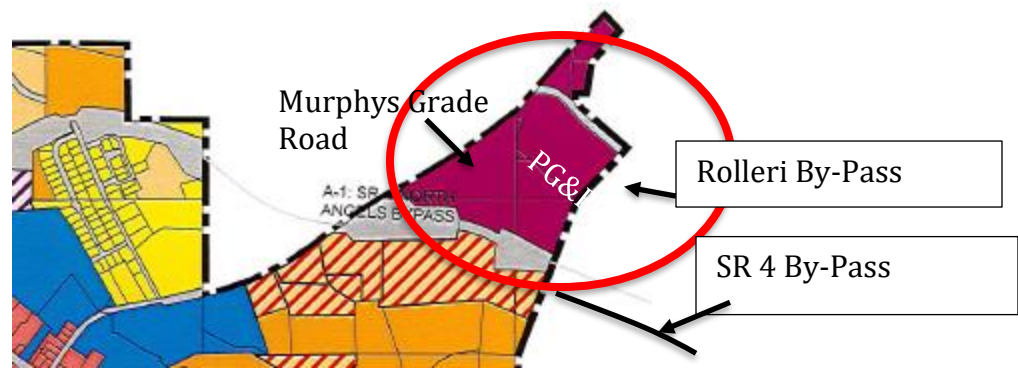 Murphys Grade
Road
PG&E
Rolleri By-Pass
A-1: SR NORTH
ANGELS BYPASS
SR 4 By-Pass